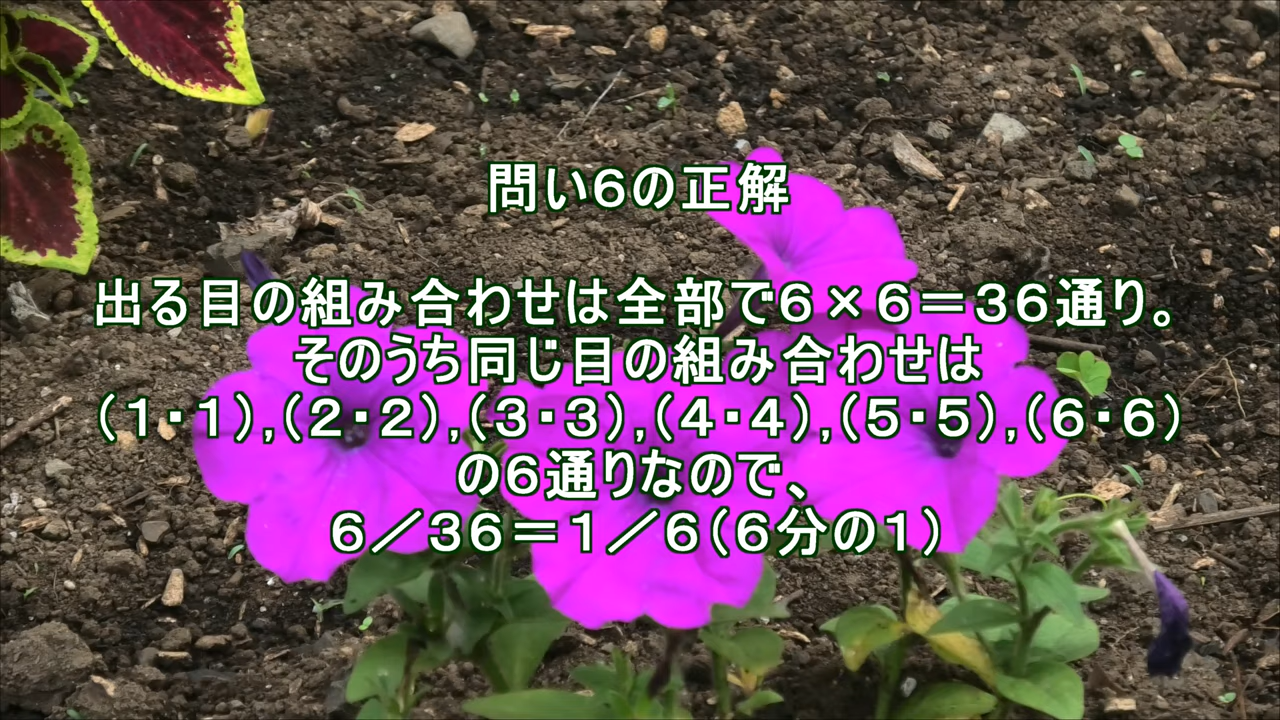 問い６の正解
出る目の組み合わせは全部で６×６＝３６通り。
そのうち同じ目の組み合わせは
（１・１），（２・２），（３・３），（４・４），（５・５），（６・６）
の６通りなので、
６／３６＝１／６（６分の１）